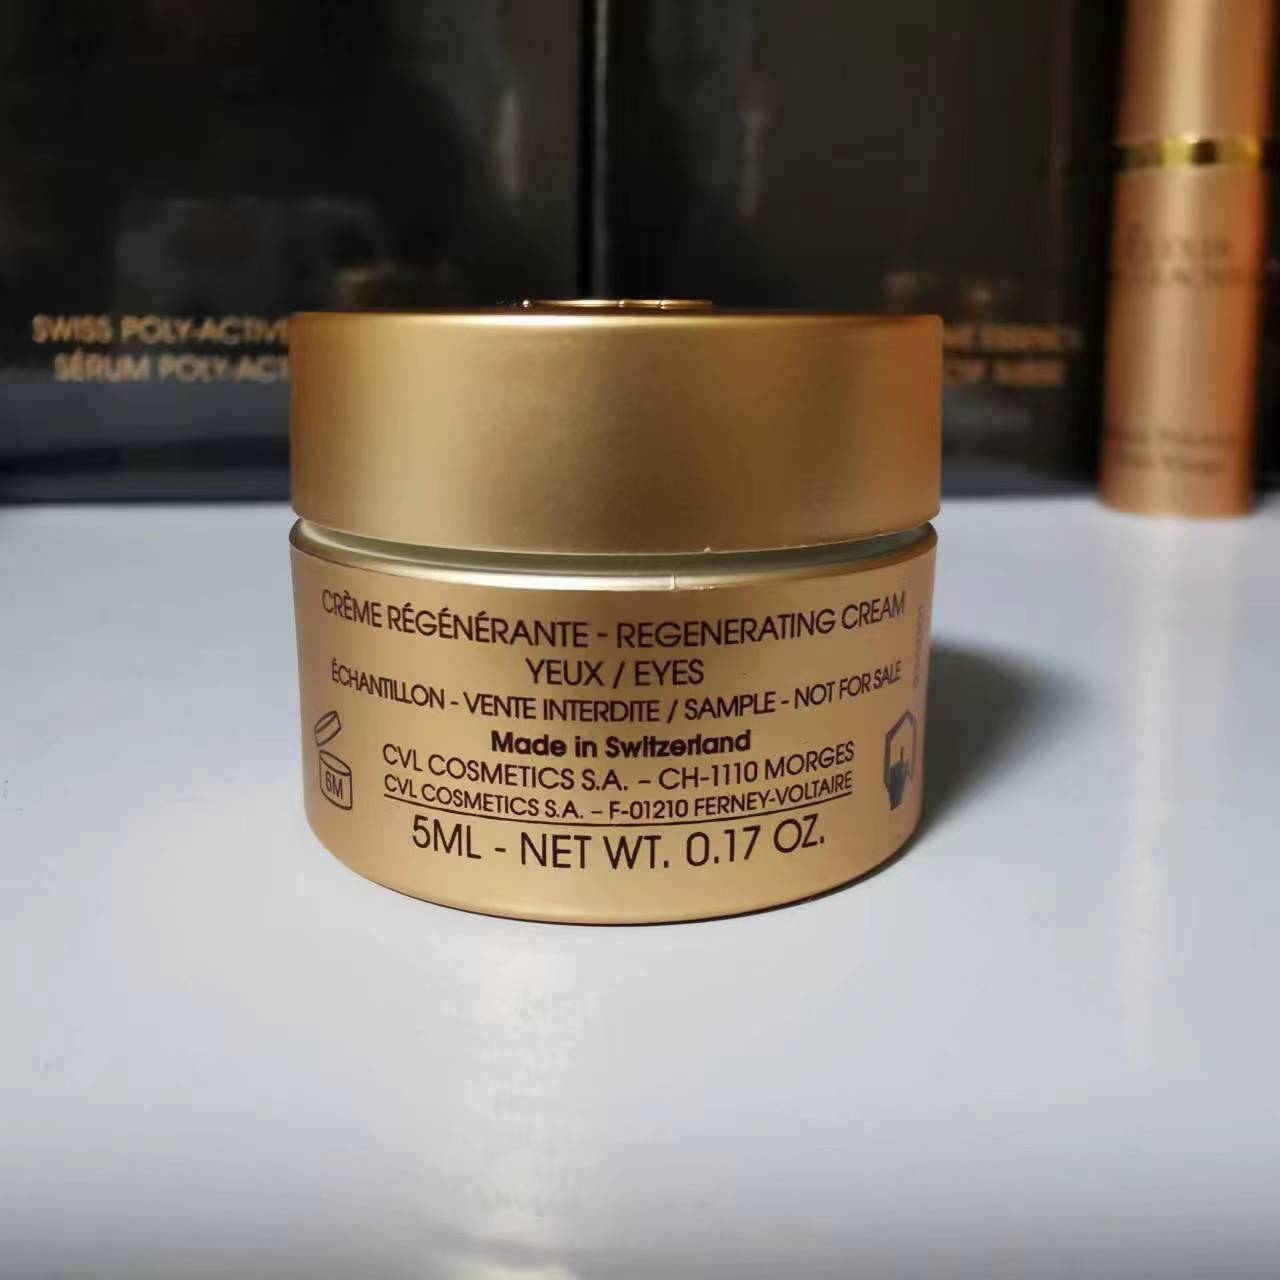 SWISS POLY-ACTIVE
SÉRUM POLY-ACT
CRÈME RÉGÉNÉRANTE - REGENERATING CREAM
YEUX / EYES
ÉCHANTILLON - VENTE INTERDITE / SAMPLE - NOT FOR SALE
Made in Switzerland
CVL COSMETICS S.A. – CH-1110 MORGES
CVL COSMETICS S.A. – F-01210 FERNEY-VOLTAIRE
5ML - NET WT. 0.17 OZ.
6M